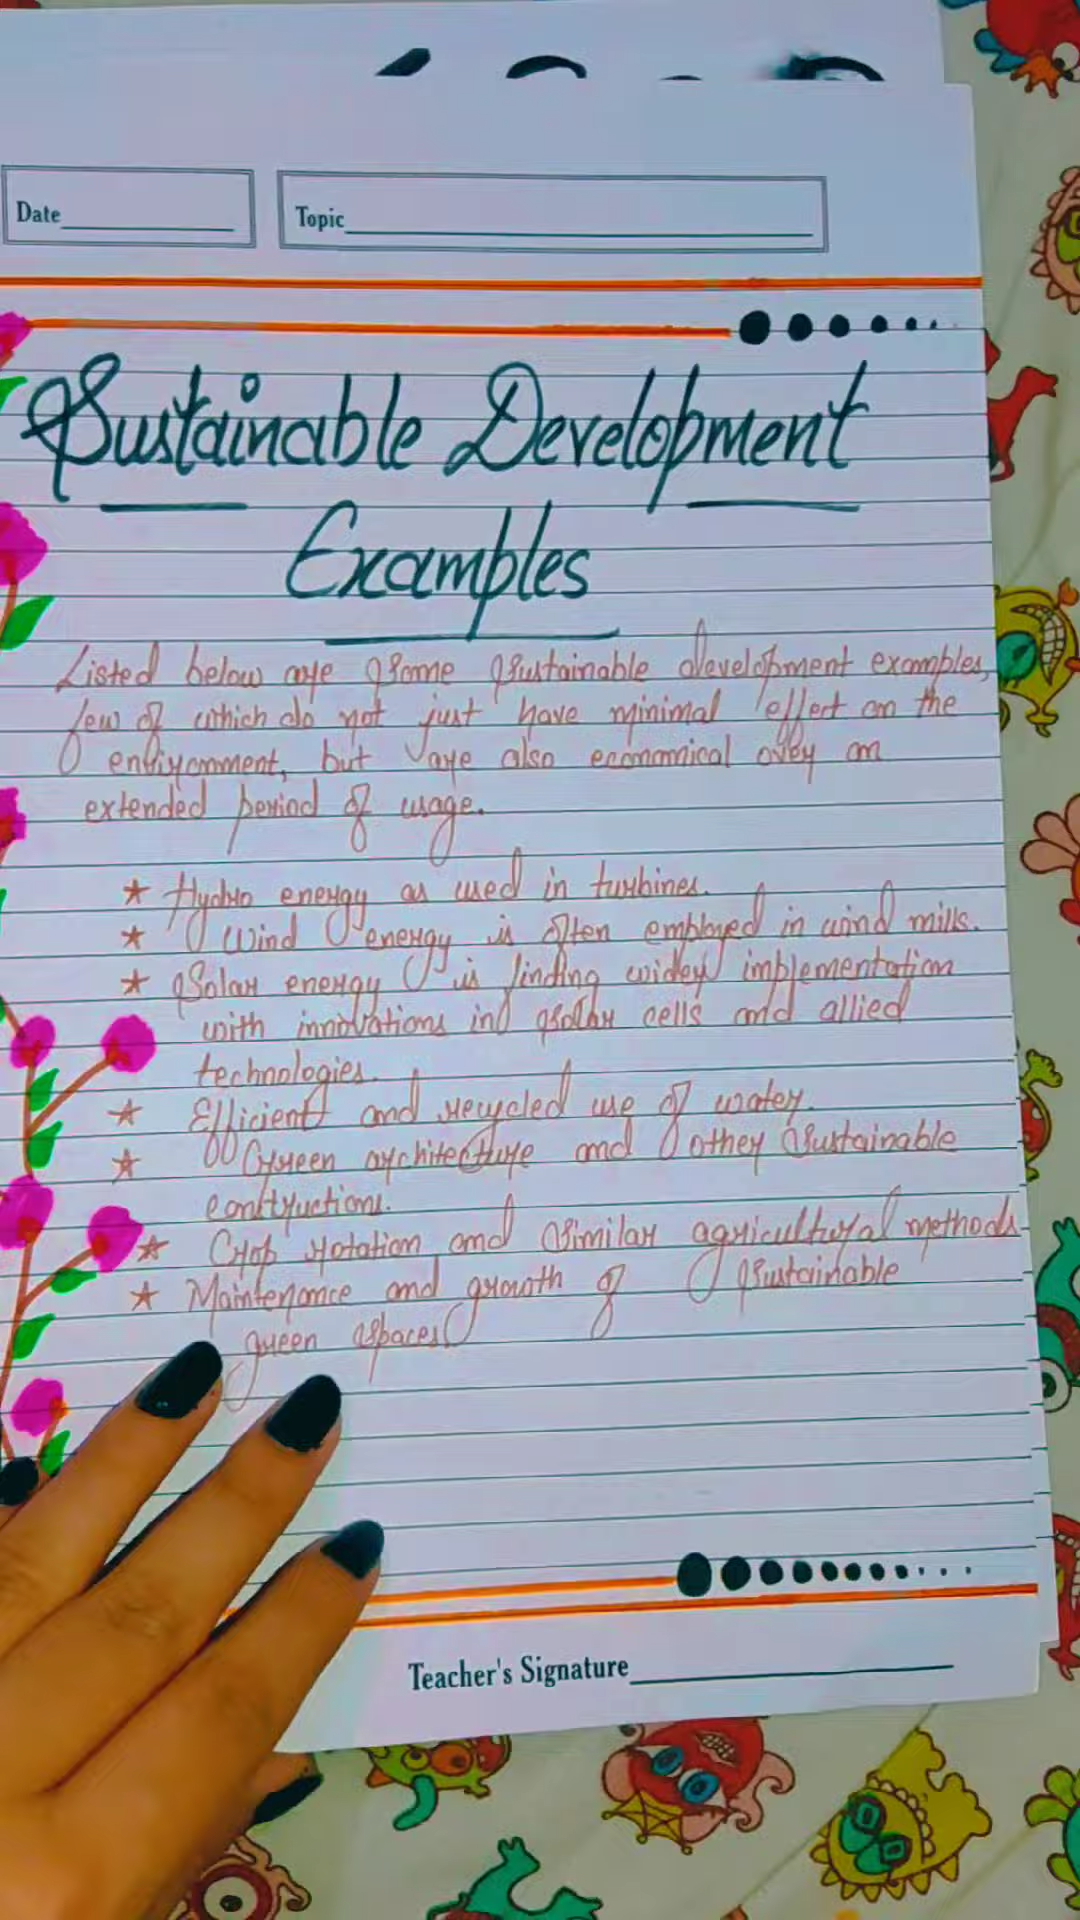 Date
Topic
Sustainable Development
Examples
Listed below are some sustainable development examples,
few of which do not just have minimal effect on the
environment, but are also economical over an
extended period of usage.
★ Hydro energy as used in turbines.
★ Wind energy is often employed in wind mills.
★ Solar energy is finding wider implementation
with innovations in solar cells and allied
technologies.
★ Efficient and recycled use of water.
★ Green architecture and other sustainable
constructions.
★ Crop rotation and similar agricultural methods
★ Maintenance and growth of sustainable
green spaces
Teacher's Signature